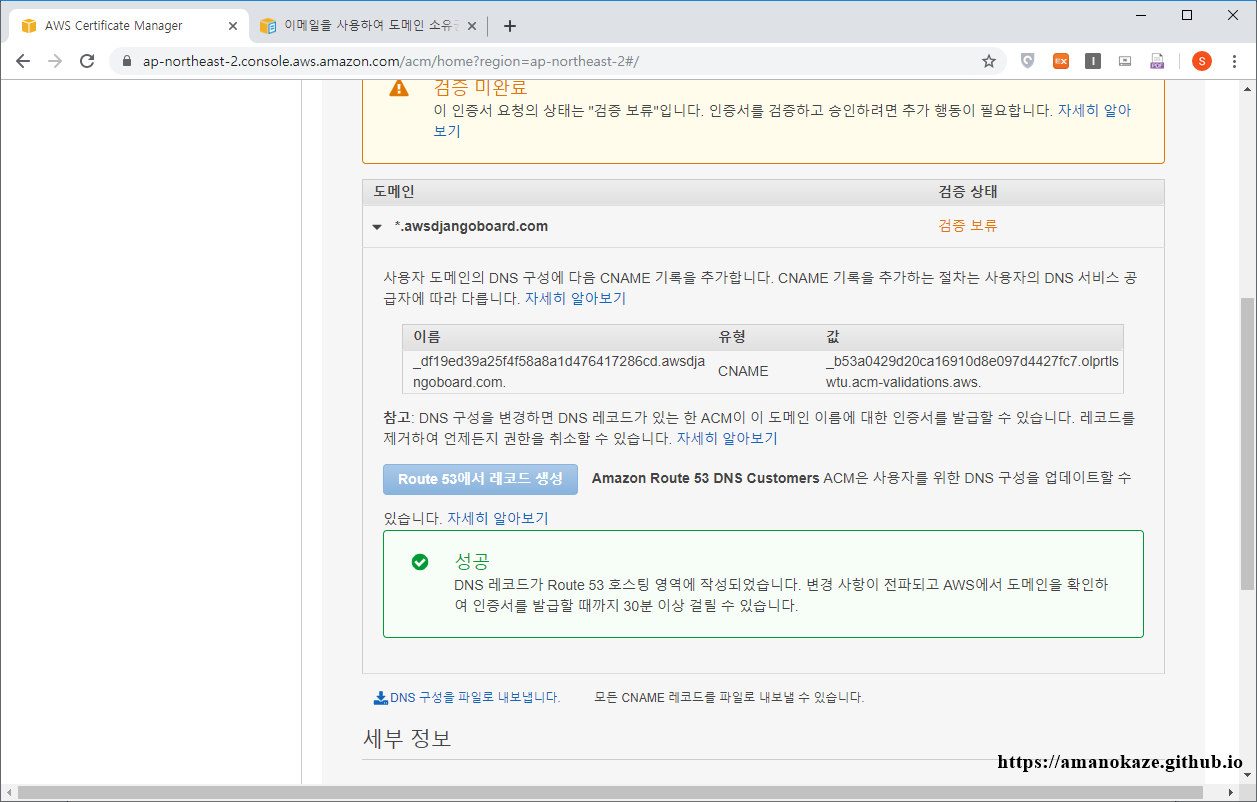 AWS Certificate Manager
이메일을 사용하여 도메인 소유
ap-northeast-2.console.aws.amazon.com/acm/home?region=ap-northeast-2#/
검증 미완료
이 인증서 요청의 상태는 "검증 보류"입니다. 인증서를 검증하고 승인하려면 추가 행동이 필요합니다. 자세히 알아
보기
도메인 검증 상태
*.awsdjangoboard.com 검증 보류
사용자 도메인의 DNS 구성에 다음 CNAME 기록을 추가합니다. CNAME 기록을 추가하는 절차는 사용자의 DNS 서비스 공
급자에 따라 다릅니다. 자세히 알아보기
이름 유형 값
_df19ed39a25f4f58a8a1d476417286cd.awsdja
ngoboard.com.
CNAME
_b53a0429d20ca16910d8e097d4427fc7.olprtls
wtu.acm-validations.aws.
참고: DNS 구성을 변경하면 DNS 레코드가 있는 한 ACM이 이 도메인 이름에 대한 인증서를 발급할 수 있습니다. 레코드를
제거하여 언제든지 권한을 취소할 수 있습니다. 자세히 알아보기
Route 53에서 레코드 생성 Amazon Route 53 DNS Customers ACM은 사용자를 위한 DNS 구성을 업데이트할 수
있습니다. 자세히 알아보기
성공
DNS 레코드가 Route 53 호스팅 영역에 작성되었습니다. 변경 사항이 전파되고 AWS에서 도메인을 확인하
여 인증서를 발급할 때까지 30분 이상 걸릴 수 있습니다.
DNS 구성을 파일로 내보냅니다. 모든 CNAME 레코드를 파일로 내보낼 수 있습니다.
세부 정보
https://amanokaze.github.io